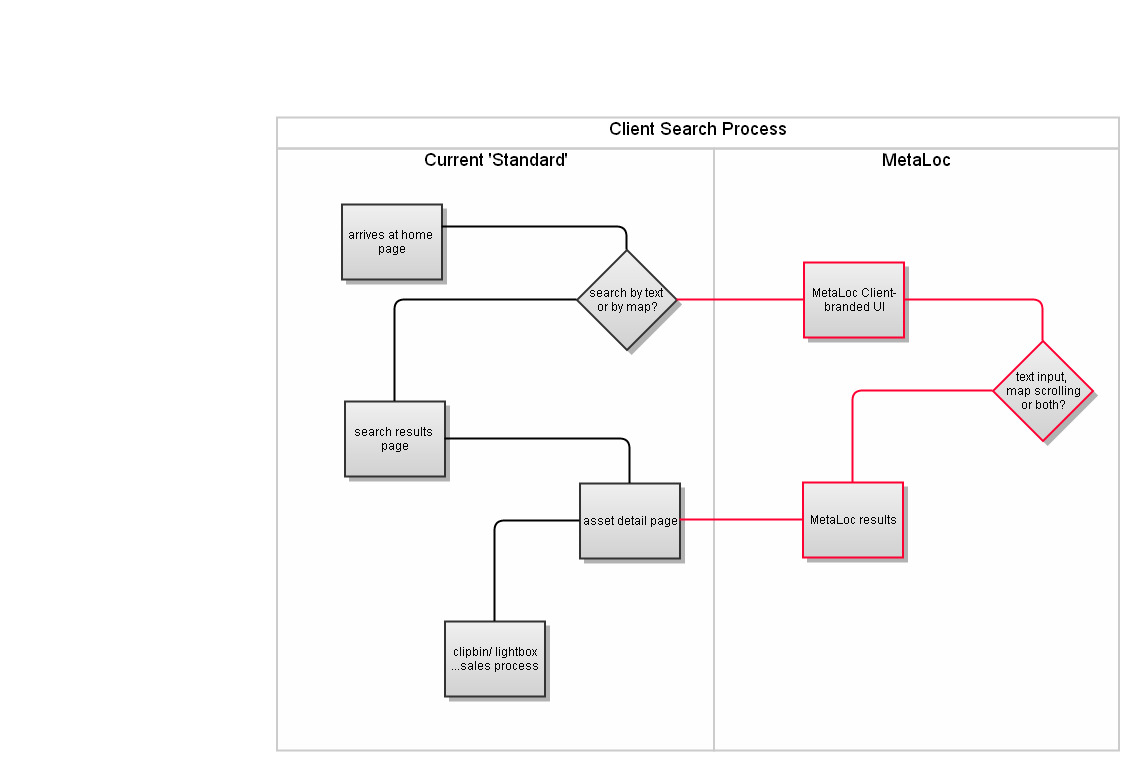 Client Search Process
Current 'Standard'
MetaLoc
arrives at home
page
search by text
or by map?
MetaLoc Client-
branded UI
text input,
map scrolling
or both?
search results
page
asset detail page
MetaLoc results
clipbin/ lightbox
...sales process